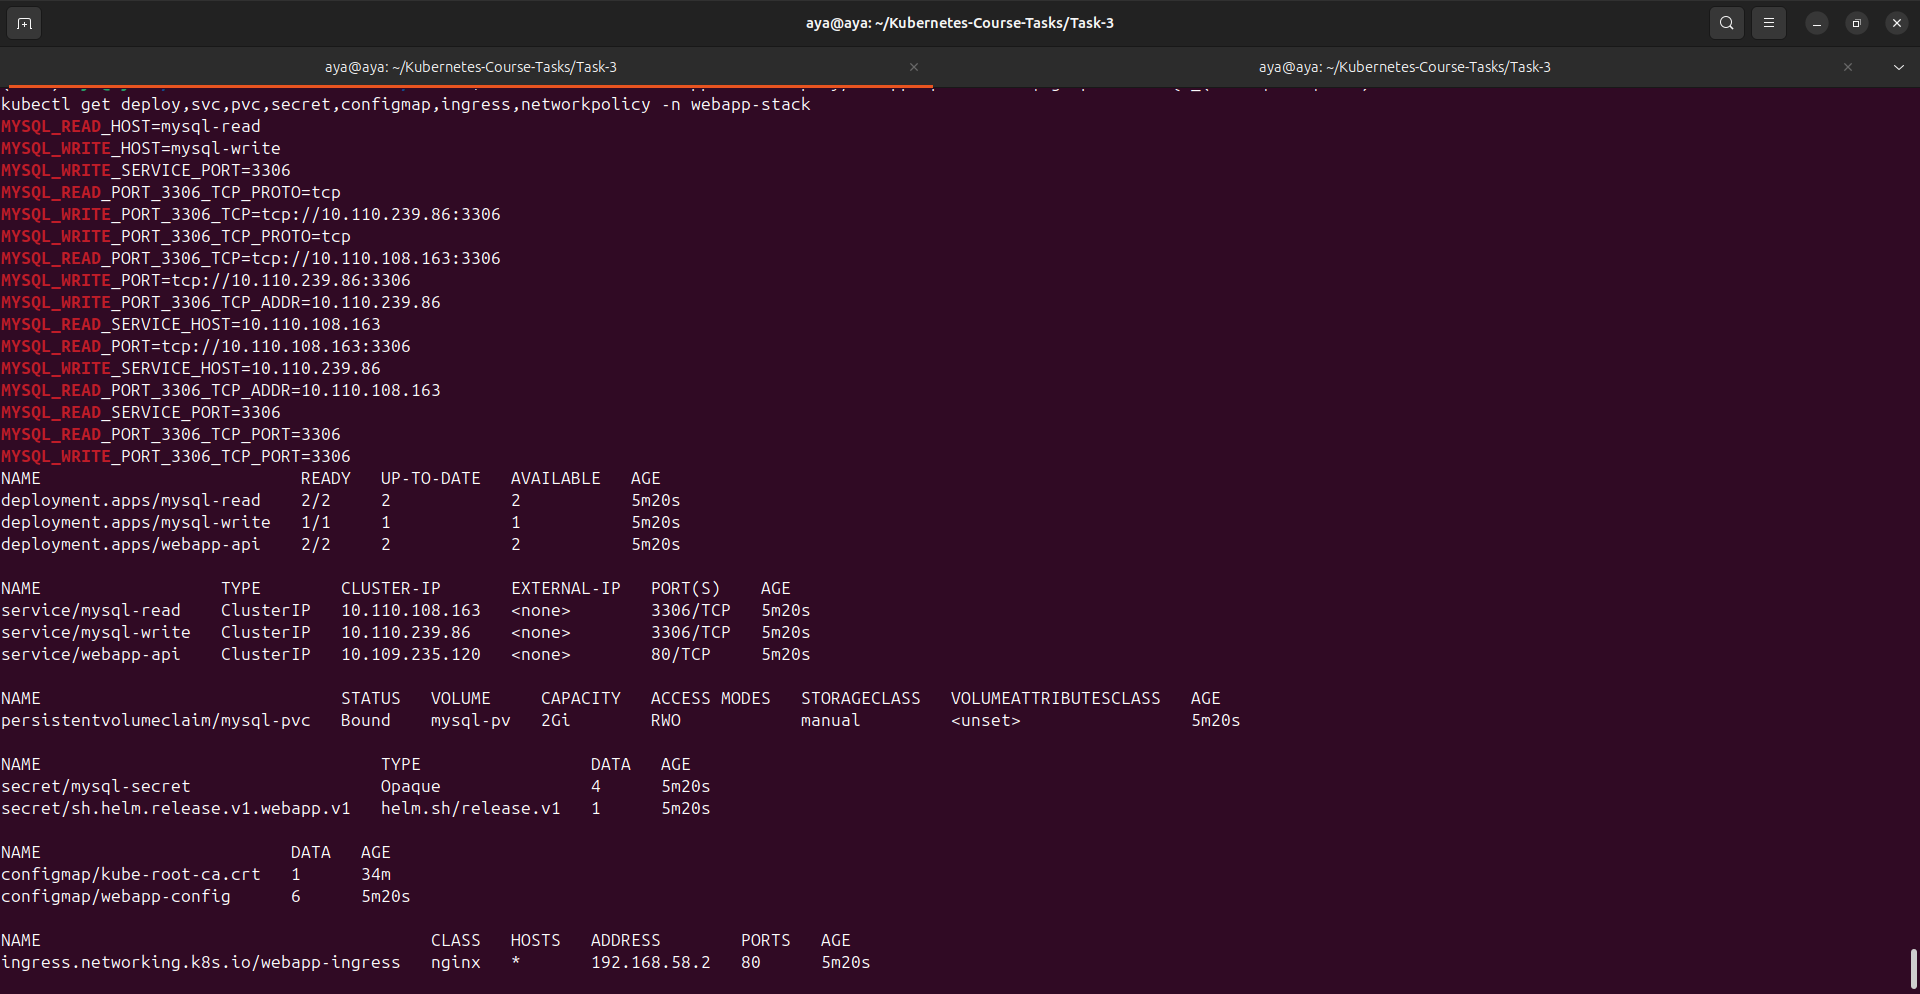 aya@aya: ~/Kubernetes-Course-Tasks/Task-3
aya@aya: ~/Kubernetes-Course-Tasks/Task-3
aya@aya: ~/Kubernetes-Course-Tasks/Task-3
kubectl get deploy,svc,pvc,secret,configmap,ingress,networkpolicy -n webapp-stack
MYSQL_READ_HOST=mysql-read
MYSQL_WRITE_HOST=mysql-write
MYSQL_WRITE_SERVICE_PORT=3306
MYSQL_READ_PORT_3306_TCP_PROTO=tcp
MYSQL_WRITE_PORT_3306_TCP=tcp://10.110.239.86:3306
MYSQL_WRITE_PORT_3306_TCP_PROTO=tcp
MYSQL_READ_PORT_3306_TCP=tcp://10.110.108.163:3306
MYSQL_WRITE_PORT=tcp://10.110.239.86:3306
MYSQL_WRITE_PORT_3306_TCP_ADDR=10.110.239.86
MYSQL_READ_SERVICE_HOST=10.110.108.163
MYSQL_READ_PORT=tcp://10.110.108.163:3306
MYSQL_WRITE_SERVICE_HOST=10.110.239.86
MYSQL_READ_PORT_3306_TCP_ADDR=10.110.108.163
MYSQL_READ_SERVICE_PORT=3306
MYSQL_READ_PORT_3306_TCP_PORT=3306
MYSQL_WRITE_PORT_3306_TCP_PORT=3306
NAME READY UP-TO-DATE AVAILABLE AGE
deployment.apps/mysql-read 2/2 2 2 5m20s
deployment.apps/mysql-write 1/1 1 1 5m20s
deployment.apps/webapp-api 2/2 2 2 5m20s
NAME TYPE CLUSTER-IP EXTERNAL-IP PORT(S) AGE
service/mysql-read ClusterIP 10.110.108.163 <none> 3306/TCP 5m20s
service/mysql-write ClusterIP 10.110.239.86 <none> 3306/TCP 5m20s
service/webapp-api ClusterIP 10.109.235.120 <none> 80/TCP 5m20s
NAME STATUS VOLUME CAPACITY ACCESS MODES STORAGECLASS VOLUMEATTRIBUTESCLASS AGE
persistentvolumeclaim/mysql-pvc Bound mysql-pv 2Gi RWO manual <unset> 5m20s
NAME TYPE DATA AGE
secret/mysql-secret Opaque 4 5m20s
secret/sh.helm.release.v1.webapp.v1 helm.sh/release.v1 1 5m20s
NAME DATA AGE
configmap/kube-root-ca.crt 1 34m
configmap/webapp-config 6 5m20s
NAME CLASS HOSTS ADDRESS PORTS AGE
ingress.networking.k8s.io/webapp-ingress nginx * 192.168.58.2 80 5m20s